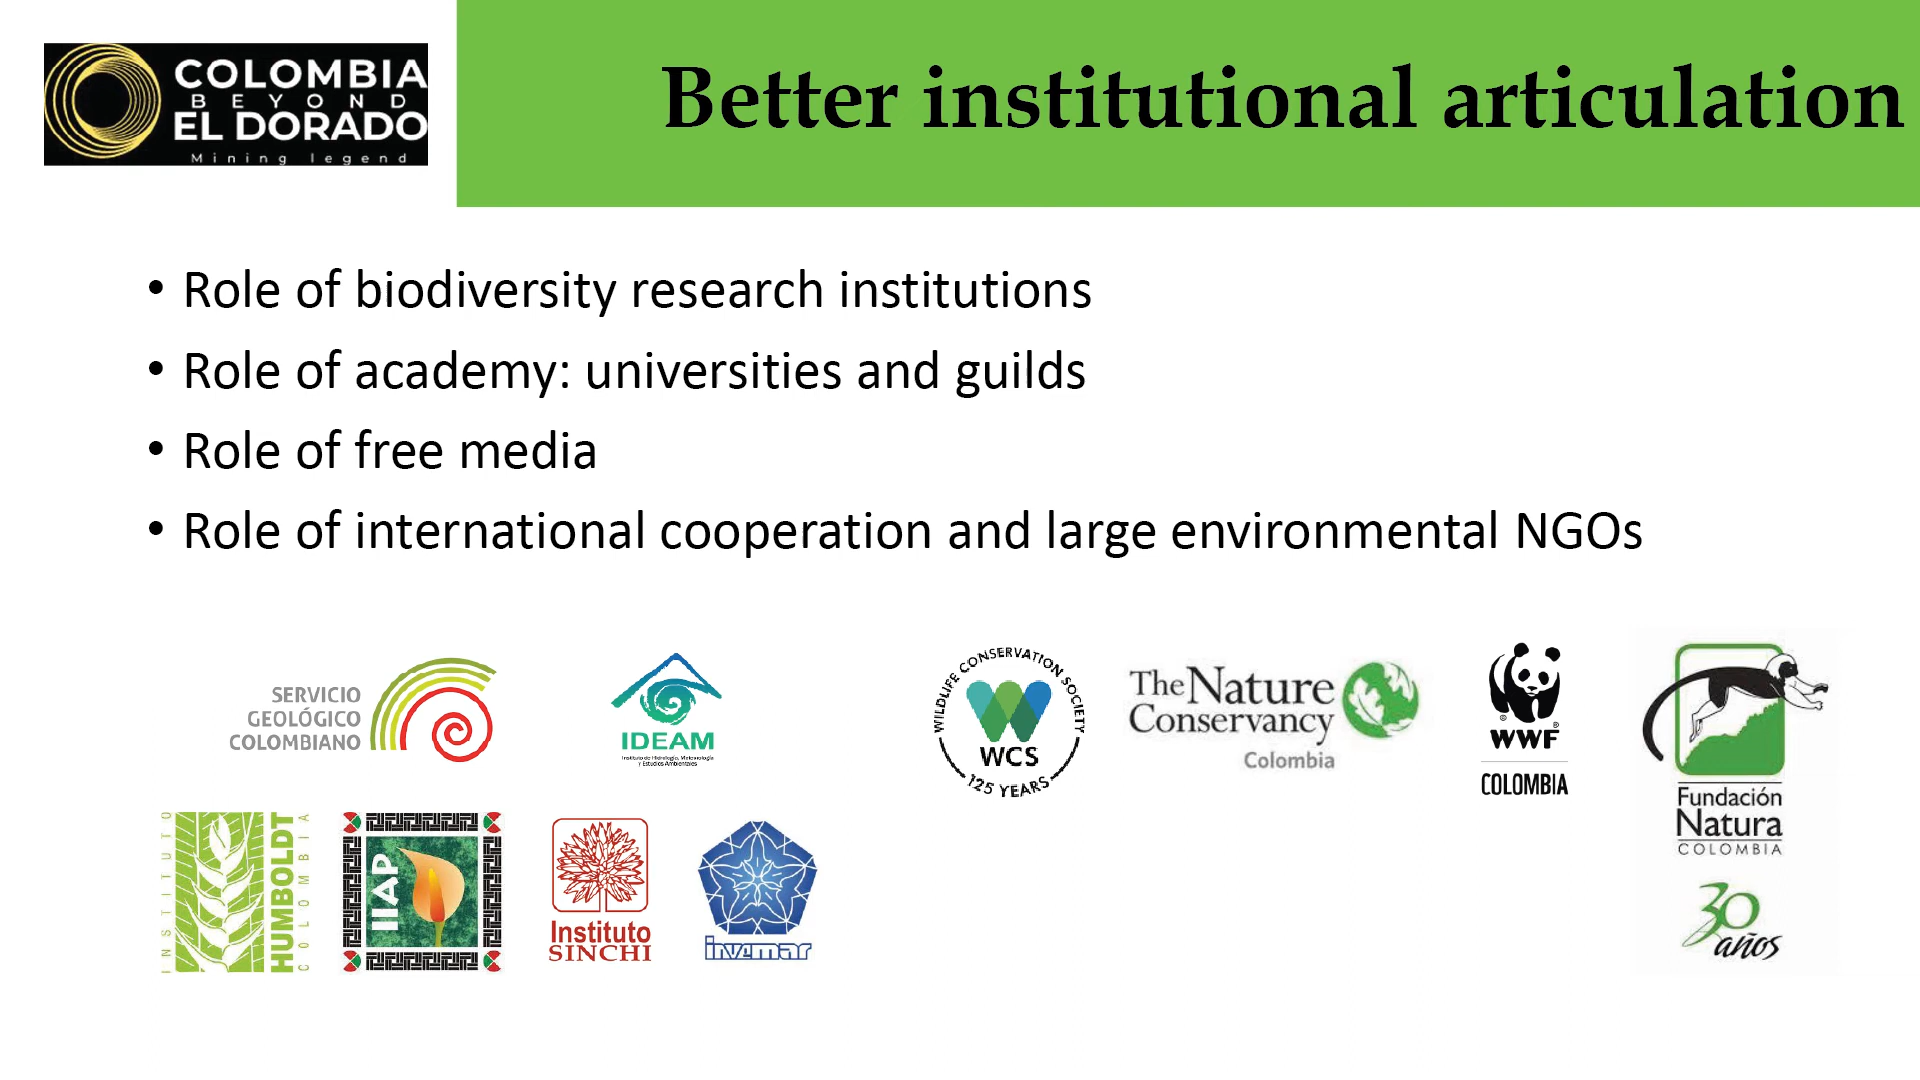 COLOMBIA
BEYOND
EL DORADO
Mining legend
Better institutional articulation
• Role of biodiversity research institutions
• Role of academy: universities and guilds
• Role of free media
• Role of international cooperation and large environmental NGOs
SERVICIO
GEOLÓGICO
COLOMBIANO
IDEAM
Instituto de Hidrología, Meteorología
y Estudios Ambientales
WILDLIFE CONSERVATION SOCIETY
WCS
125 YEARS
The Nature
Conservancy
Colombia
WWF
COLOMBIA
Fundación
Natura
COLOMBIA
30
años
INSTITUTO
HUMBOLDT
COLOMBIA
IIAP
Instituto
SINCHI
invemar